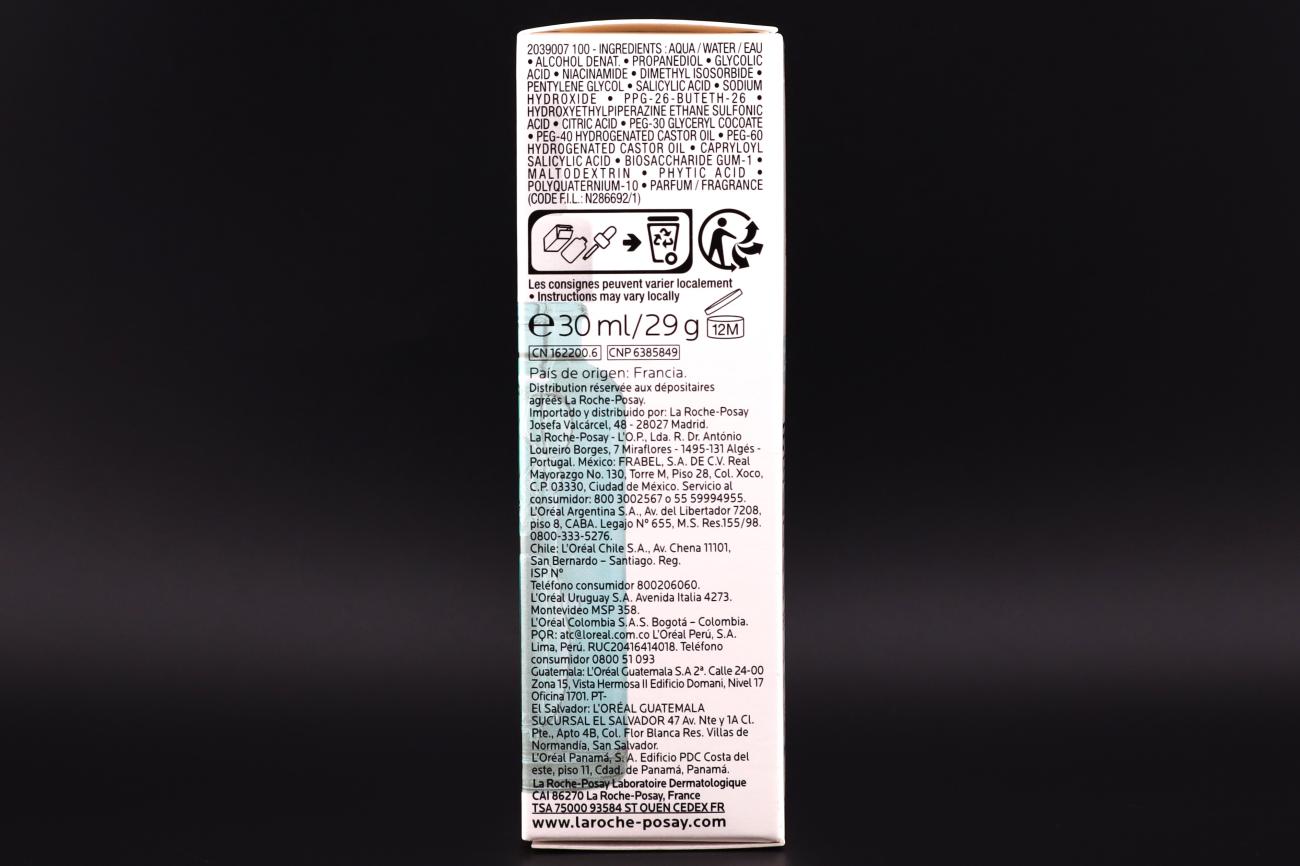 2039007 100 - INGREDIENTS : AQUA / WATER / EAU
• ALCOHOL DENAT. • PROPANEDIOL • GLYCOLIC
ACID • NIACINAMIDE • DIMETHYL ISOSORBIDE •
PENTYLENE GLYCOL • SALICYLIC ACID • SODIUM
HYDROXIDE • PPG-26-BUTETH-26 •
HYDROXYETHYLPIPERAZINE ETHANE SULFONIC
ACID • CITRIC ACID • PEG-30 GLYCERYL COCOATE
• PEG-40 HYDROGENATED CASTOR OIL • PEG-60
HYDROGENATED CASTOR OIL • CAPRYLOYL
SALICYLIC ACID • BIOSACCHARIDE GUM-1 •
MALTODEXTRIN • PHYTIC ACID •
POLYQUATERNIUM-10 • PARFUM / FRAGRANCE
(CODE F.I.L.: N286692/1)
Les consignes peuvent varier localement
• Instructions may vary locally
℮30 ml/29 g 12M
CN 162200.6 CNP 6385849
País de origen: Francia.
Distribution réservée aux dépositaires
agréés La Roche-Posay.
Importado y distribuido por: La Roche-Posay
Josefa Valcárcel, 48 - 28027 Madrid.
La Roche-Posay - L'O.P., Lda. R. Dr. António
Loureiro Borges, 7 Miraflores - 1495-131 Algés -
Portugal. México: FRABEL, S.A. DE C.V. Real
Mayorazgo No. 130, Torre M, Piso 28, Col. Xoco,
C.P. 03330, Ciudad de México. Servicio al
consumidor: 800 3002567 o 55 59994955.
L'Oréal Argentina S.A., Av. del Libertador 7208,
piso 8, CABA. Legajo Nº 655, M.S. Res.155/98.
0800-333-5276.
Chile: L'Oréal Chile S.A., Av. Chena 11101,
San Bernardo – Santiago. Reg.
ISP Nº
Teléfono consumidor 800206060.
L'Oréal Uruguay S.A. Avenida Italia 4273.
Montevideo MSP 358.
L'Oréal Colombia S.A.S. Bogotá – Colombia.
PQR: atc@loreal.com.co L'Oréal Perú, S.A.
Lima, Perú. RUC20416414018. Teléfono
consumidor 0800 51 093
Guatemala: L'Oréal Guatemala S.A 2ª. Calle 24-00
Zona 15, Vista Hermosa II Edificio Domani, Nivel 17
Oficina 1701. PT-
El Salvador: L'ORÉAL GUATEMALA
SUCURSAL EL SALVADOR 47 Av. Nte y 1A Cl.
Pte., Apto 4B, Col. Flor Blanca Res. Villas de
Normandía, San Salvador.
L'Oréal Panamá, S. A. Edificio PDC Costa del
este, piso 11, Cdad. de Panamá, Panamá.
La Roche-Posay Laboratoire Dermatologique
CAI 86270 La Roche-Posay, France
TSA 75000 93584 ST OUEN CEDEX FR
www.laroche-posay.com